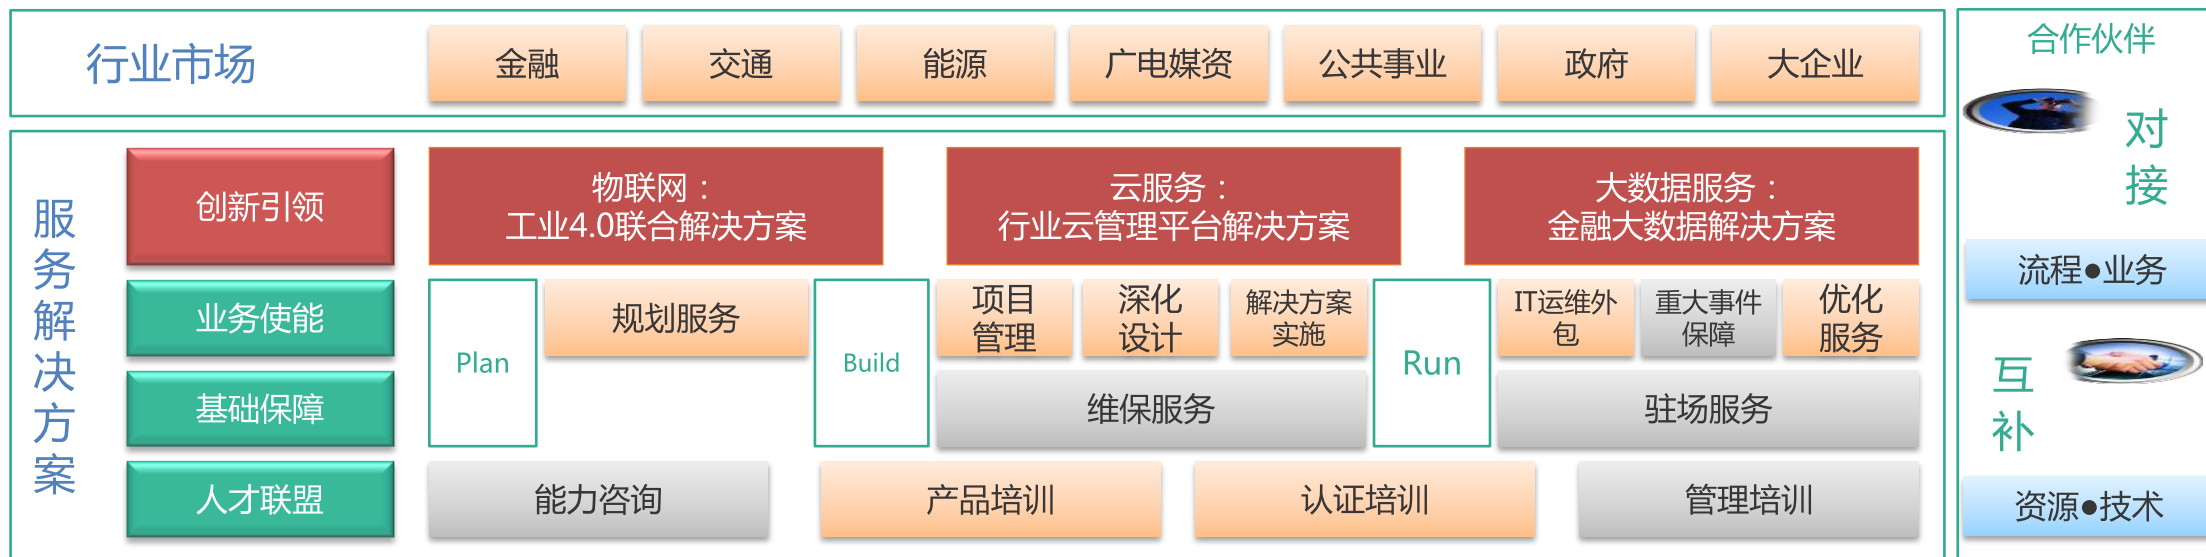 行业市场
金融
交通
能源
广电媒资
公共事业
政府
大企业
服务解决方案
创新引领
物联网：
工业4.0联合解决方案
云服务：
行业云管理平台解决方案
大数据服务：
金融大数据解决方案
业务使能
基础保障
Plan
规划服务
Build
项目
管理
深化
设计
解决方案
实施
维保服务
Run
IT运维外
包
重大事件
保障
优化
服务
驻场服务
人才联盟
能力咨询
产品培训
认证培训
管理培训
合作伙伴
对接
流程●业务
互补
资源●技术